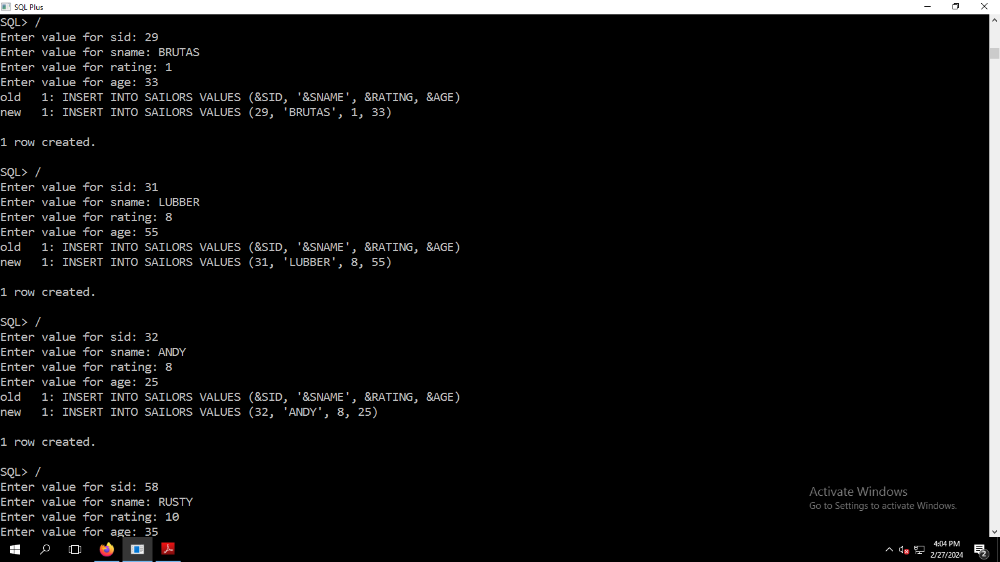 SQL Plus
SQL> /
Enter value for sid: 29
Enter value for sname: BRUTAS
Enter value for rating: 1
Enter value for age: 33
old   1: INSERT INTO SAILORS VALUES (&SID, '&SNAME', &RATING, &AGE)
new   1: INSERT INTO SAILORS VALUES (29, 'BRUTAS', 1, 33)
1 row created.
SQL> /
Enter value for sid: 31
Enter value for sname: LUBBER
Enter value for rating: 8
Enter value for age: 55
old   1: INSERT INTO SAILORS VALUES (&SID, '&SNAME', &RATING, &AGE)
new   1: INSERT INTO SAILORS VALUES (31, 'LUBBER', 8, 55)
1 row created.
SQL> /
Enter value for sid: 32
Enter value for sname: ANDY
Enter value for rating: 8
Enter value for age: 25
old   1: INSERT INTO SAILORS VALUES (&SID, '&SNAME', &RATING, &AGE)
new   1: INSERT INTO SAILORS VALUES (32, 'ANDY', 8, 25)
1 row created.
SQL> /
Enter value for sid: 58
Enter value for sname: RUSTY
Enter value for rating: 10
Enter value for age: 35
Activate Windows
Go to Settings to activate Windows.
4:04 PM
2/27/2024
2